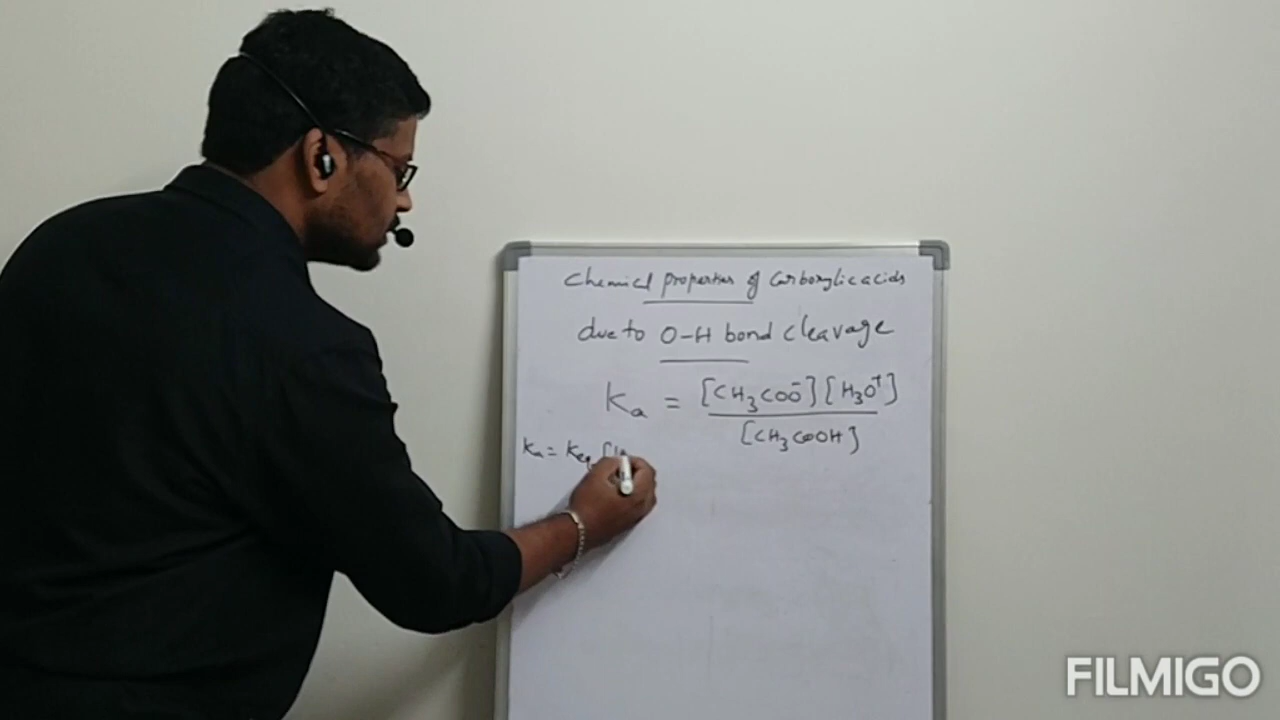 Chemical properties of Carboxylic acids
due to O-H bond cleavage
Ka = [CH₃COO⁻][H₃O⁺] / [CH₃COOH]
Ka = Keq [H
FILMIGO